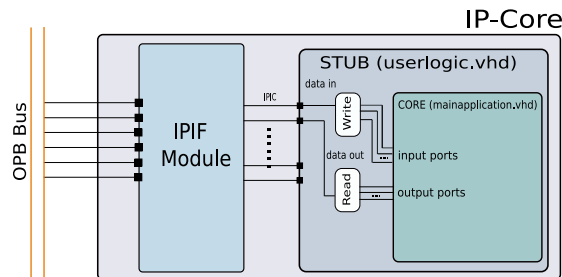 IP-Core
STUB (userlogic.vhd)
data in
IPIC
CORE (mainapplication.vhd)
Write
OPB Bus
IPIF
Module
data out
input ports
Read
output ports